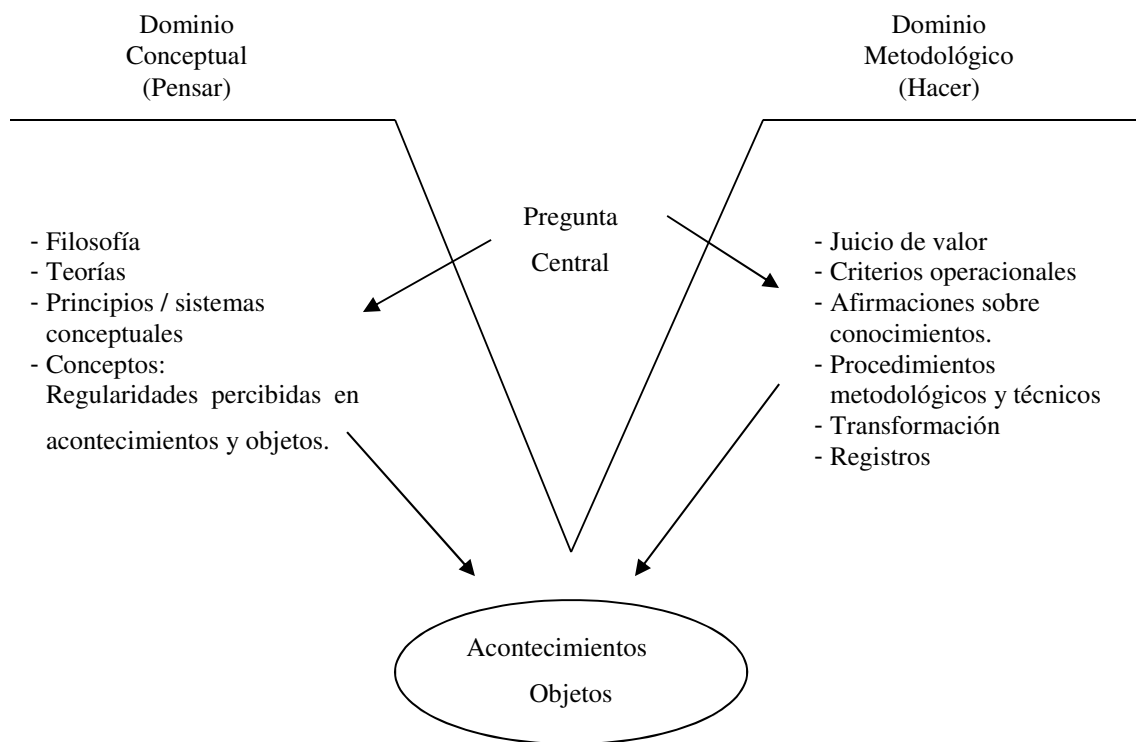 Dominio
Conceptual
(Pensar)
Dominio
Metodológico
(Hacer)
Pregunta
Central
- Filosofía
- Teorías
- Principios / sistemas
conceptuales
- Conceptos:
Regularidades percibidas en
acontecimientos y objetos.
- Juicio de valor
- Criterios operacionales
- Afirmaciones sobre
conocimientos.
- Procedimientos
metodológicos y técnicos
- Transformación
- Registros
Acontecimientos
Objetos